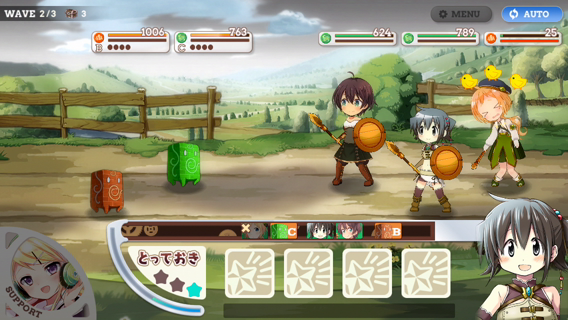 WAVE 2/3 3
MENU
AUTO
1006
B
763
C
624
789
25
C
B
とっておき
SUPPORT